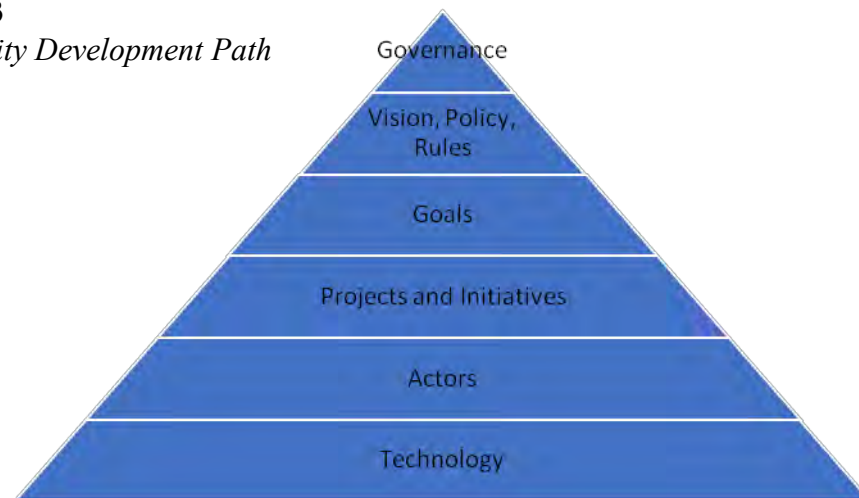 ity Development Path
Governance
Vision, Policy,
Rules
Goals
Projects and Initiatives
Actors
Technology